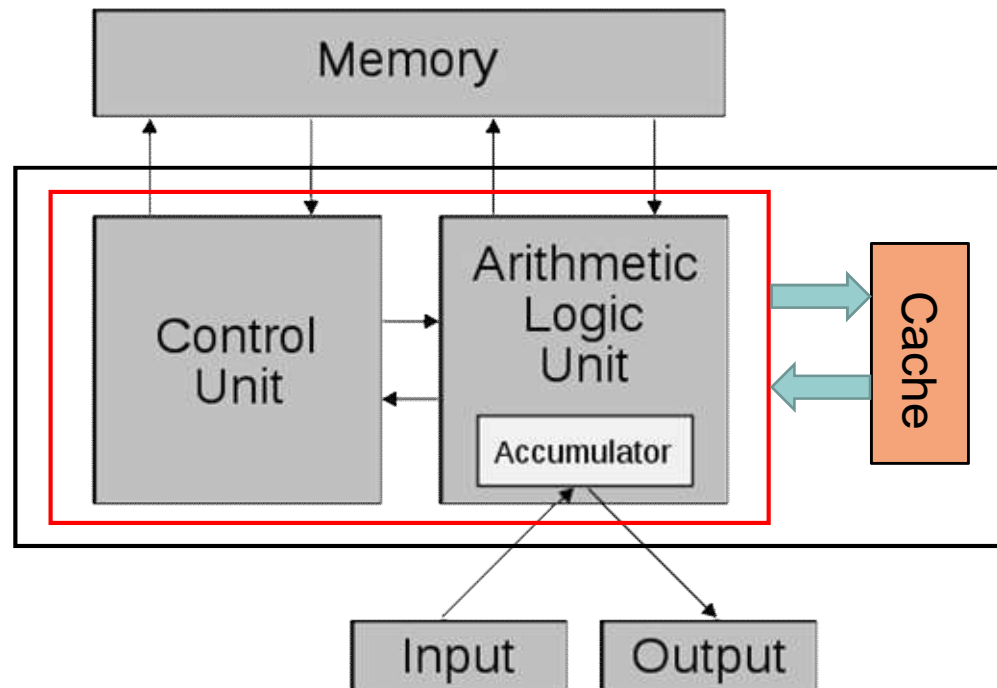 Memory
Control
Unit
Arithmetic
Logic
Unit
Accumulator
Cache
Input
Output